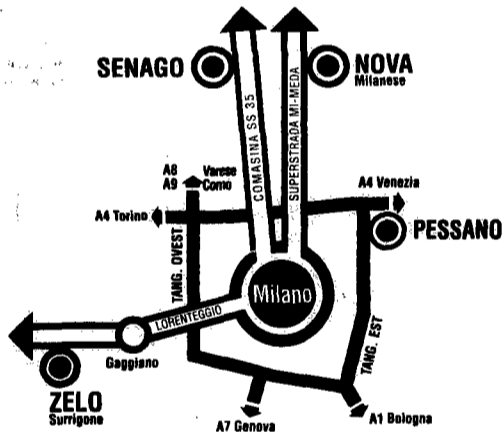 SENAGO
NOVA
Milanese
COMASINA SS 35
SUPERSTRADA MI-MEDA
A8 Varese
A9 Como
A4 Torino
A4 Venezia
PESSANO
TANG. OVEST
Milano
LORENTEGGIO
TANG. EST
Gaggiano
ZELO
Surrigone
A7 Genova
A1 Bologna